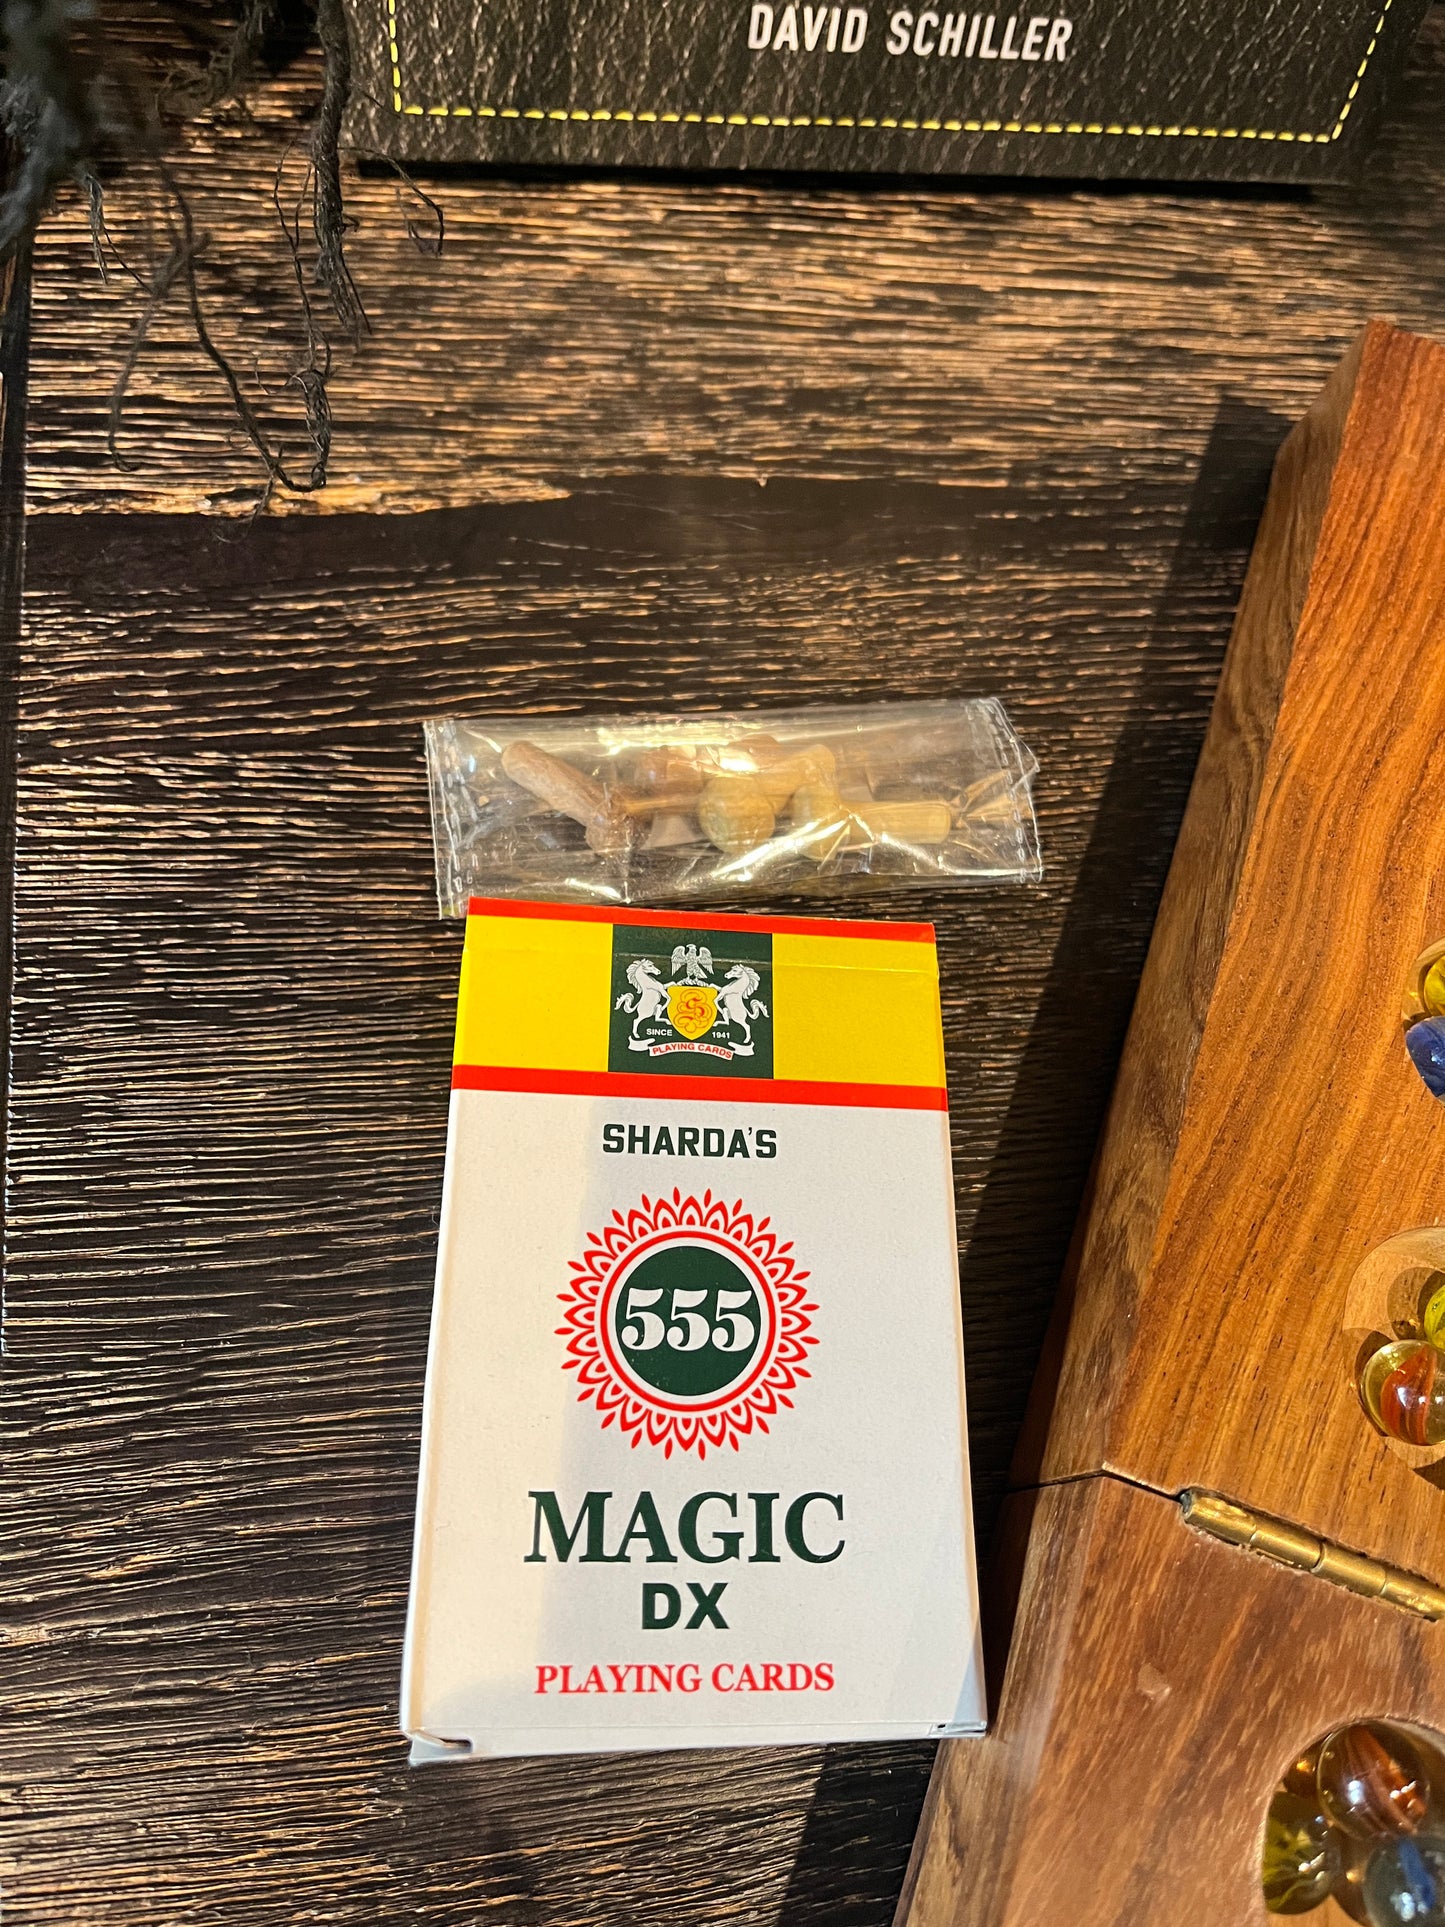 DAVID SCHILLER
S
SINCE 1941
PLAYING CARDS
SHARDA'S
555
MAGIC
DX
PLAYING CARDS